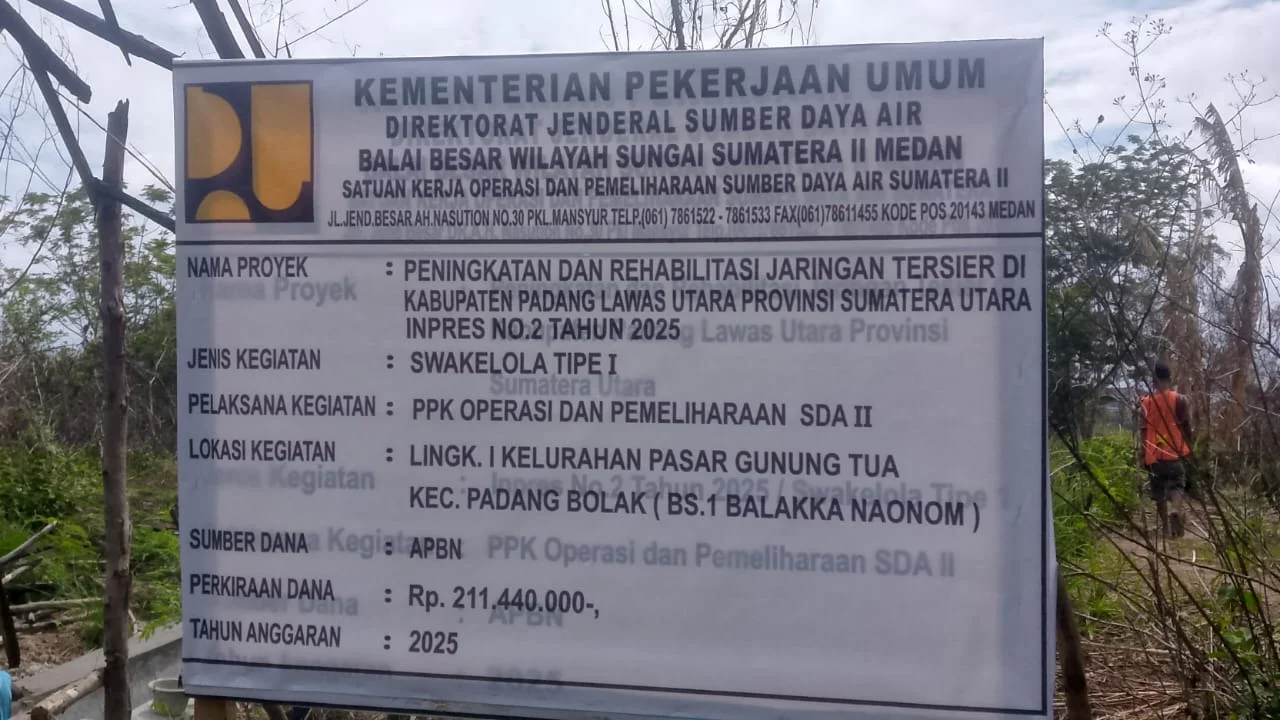 KEMENTERIAN PEKERJAAN UMUM
DIREKTORAT JENDERAL SUMBER DAYA AIR
BALAI BESAR WILAYAH SUNGAI SUMATERA II MEDAN
SATUAN KERJA OPERASI DAN PEMELIHARAAN SUMBER DAYA AIR SUMATERA II
JL.JEND.BESAR AH.NASUTION NO.30 PKL.MANSYUR TELP.(061) 7861522 - 7861533 FAX(061)78611455 KODE POS 20143 MEDAN
NAMA PROYEK : PENINGKATAN DAN REHABILITASI JARINGAN TERSIER DI
KABUPATEN PADANG LAWAS UTARA PROVINSI SUMATERA UTARA
INPRES NO.2 TAHUN 2025
JENIS KEGIATAN : SWAKELOLA TIPE I
PELAKSANA KEGIATAN : PPK OPERASI DAN PEMELIHARAAN SDA II
LOKASI KEGIATAN : LINGK. I KELURAHAN PASAR GUNUNG TUA
KEC. PADANG BOLAK ( BS.1 BALAKKA NAONOM )
SUMBER DANA : APBN
PERKIRAAN DANA : Rp. 211.440.000-,
TAHUN ANGGARAN : 2025